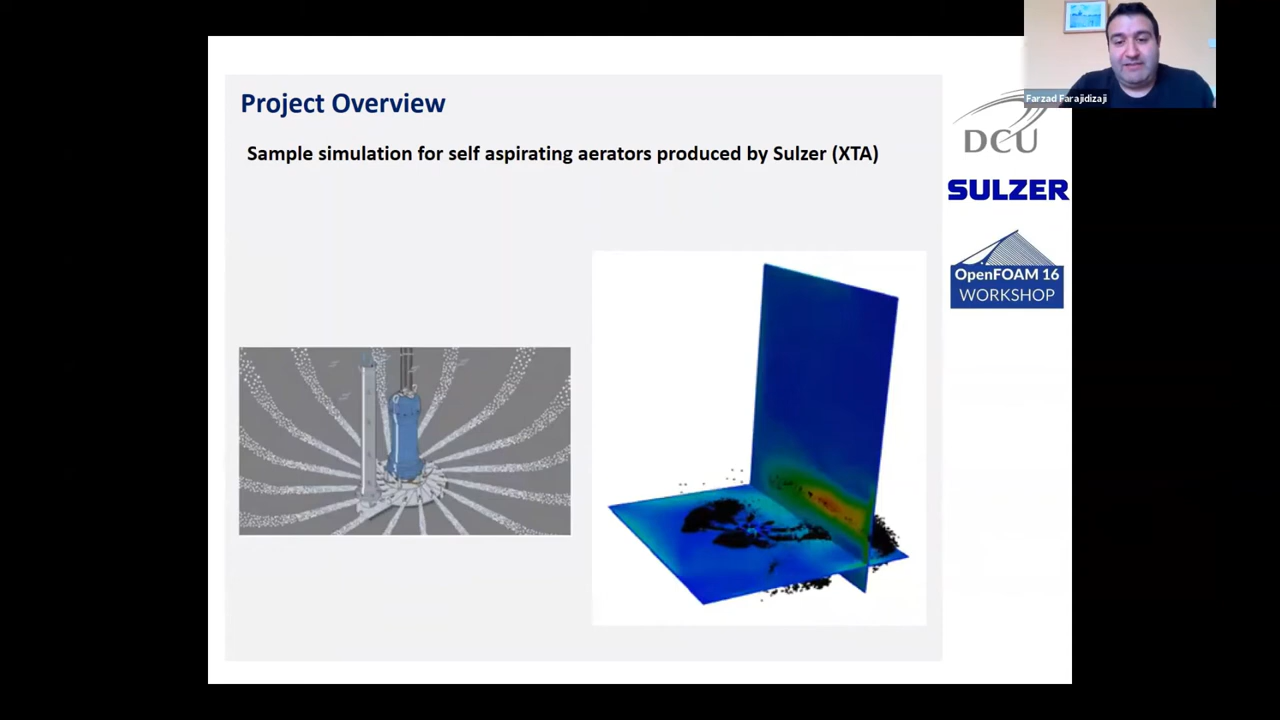 Project Overview
Sample simulation for self aspirating aerators produced by Sulzer (XTA)
Farzad Farajidizaji
DCU
SULZER
OpenFOAM 16
WORKSHOP